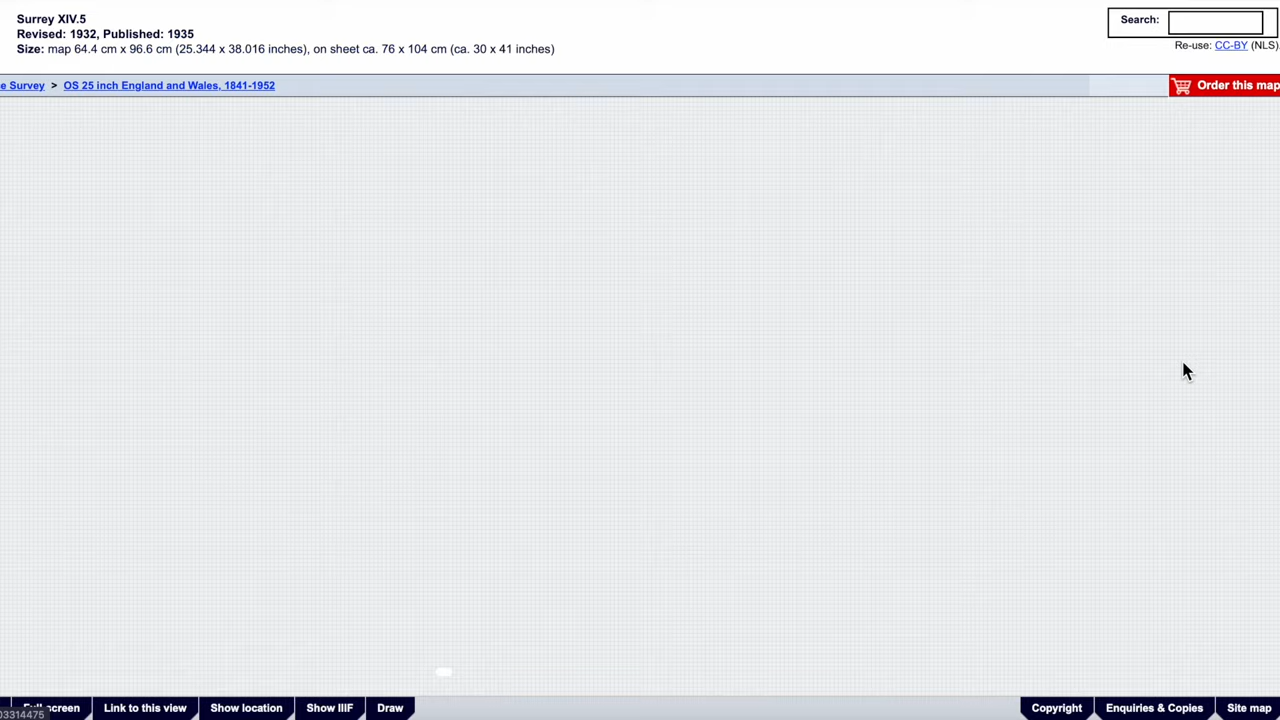 Surrey XIV.5
Revised: 1932, Published: 1935
Size: map 64.4 cm x 96.6 cm (25.344 x 38.016 inches), on sheet ca. 76 x 104 cm (ca. 30 x 41 inches)
Search:
Re-use: CC-BY (NLS)
e Survey > OS 25 inch England and Wales, 1841-1952
Order this map
Full screen
Link to this view
Show location
Show IIIF
Draw
Copyright
Enquiries & Copies
Site map
03314475